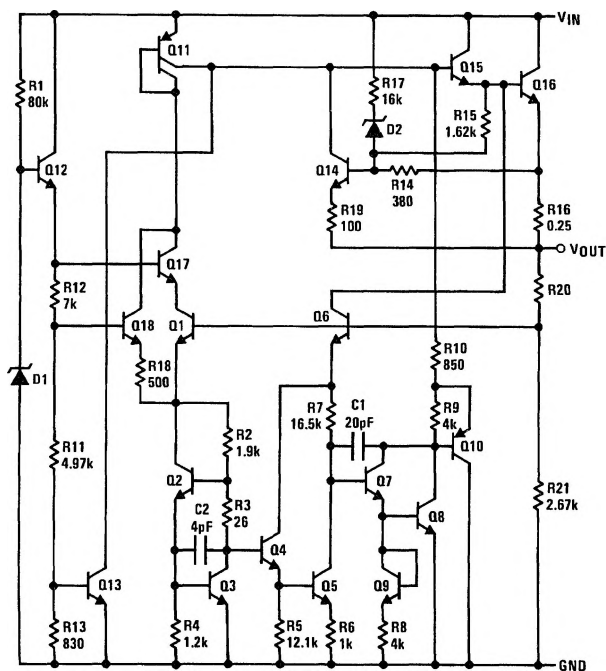 VIN
Q11
Q15
Q16
R17
16k
R1
80k
R15
1.62k
D2
Q12
Q14
R14
380
R19
100
R16
0.25
VOUT
Q17
R12
7k
R20
Q18
Q1
Q6
R10
850
D1
R18
500
C1
20pF
R7
16.5k
R9
4k
Q10
R11
4.97k
R2
1.9k
Q2
Q7
R21
2.67k
C2
4pF
R3
26
Q8
Q4
Q13
Q3
Q5
Q9
R13
830
R4
1.2k
R5
12.1k
R6
1k
R8
4k
GND